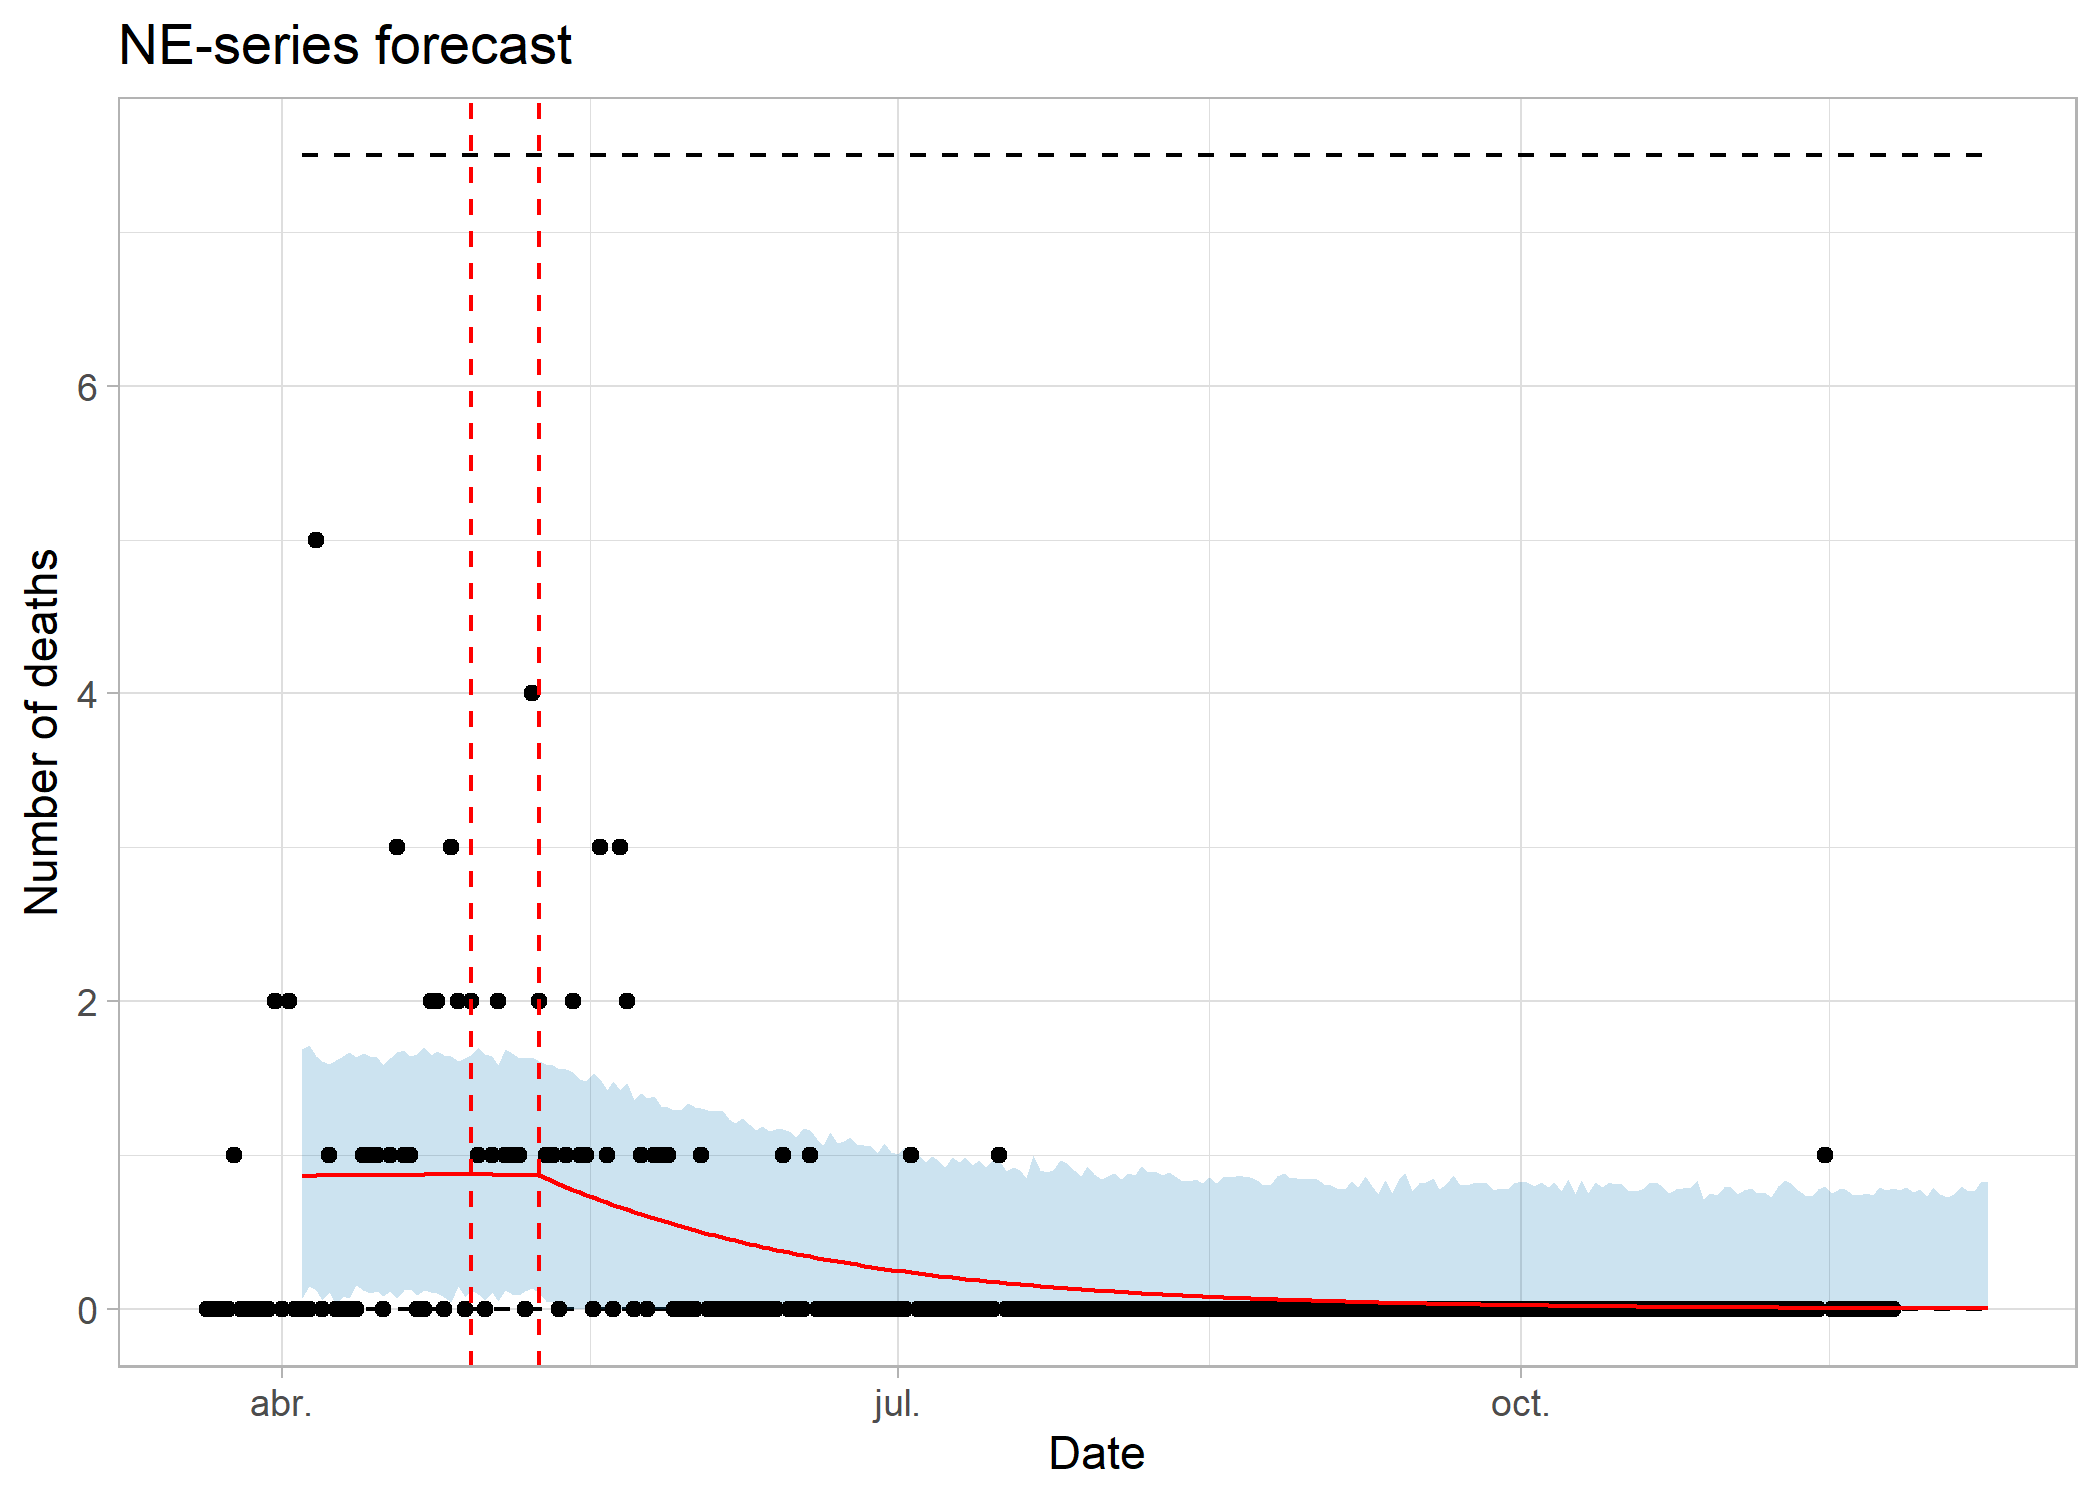 NE-series forecast
Number of deaths
6
4
2
0
abr.
jul.
oct.
Date